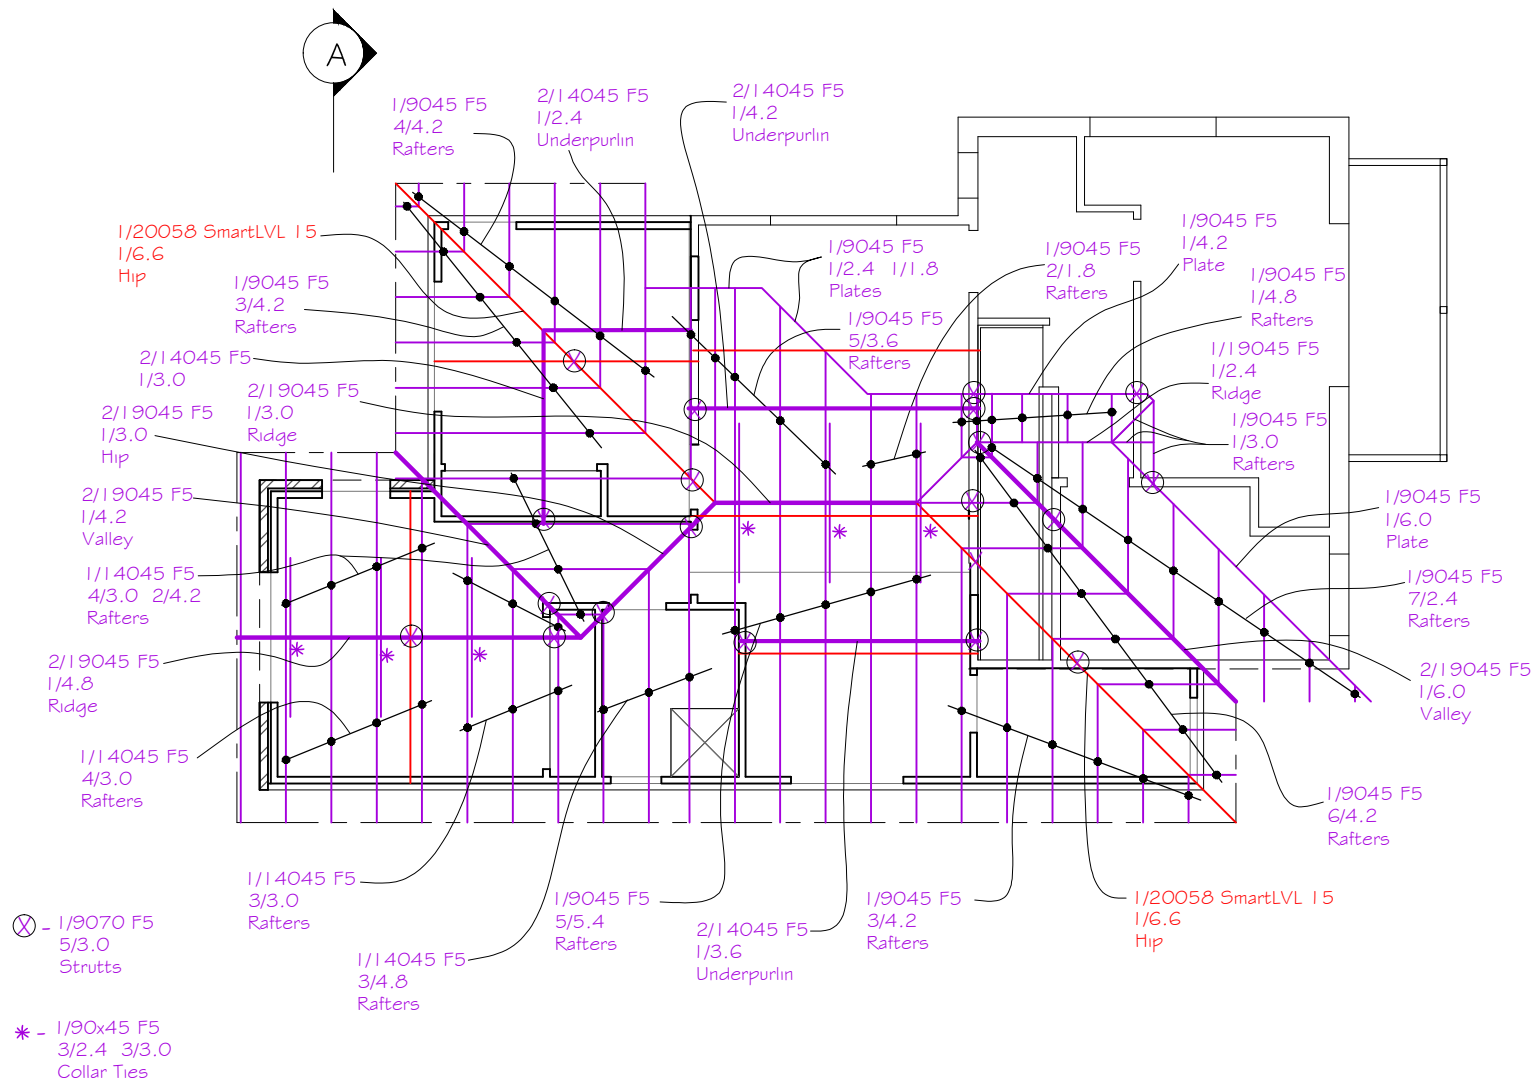 A
1/9045 F5
4/4.2
Rafters
2/14045 F5
1/2.4
Underpurlin
2/14045 F5
1/4.2
Underpurlin
1/20058 SmartLVL 15
1/6.6
Hip
1/9045 F5
3/4.2
Rafters
1/9045 F5
1/2.4 1/1.8
Plates
1/9045 F5
2/1.8
Rafters
1/9045 F5
1/4.2
Plate
1/9045 F5
1/4.8
Rafters
1/9045 F5
5/3.6
Rafters
1/19045 F5
1/2.4
Ridge
2/14045 F5
1/3.0
2/19045 F5
1/3.0
Ridge
2/19045 F5
1/3.0
Hip
1/9045 F5
1/3.0
Rafters
2/19045 F5
1/4.2
Valley
1/9045 F5
1/6.0
Plate
1/14045 F5
4/3.0 2/4.2
Rafters
1/9045 F5
7/2.4
Rafters
2/19045 F5
1/4.8
Ridge
2/19045 F5
1/6.0
Valley
1/14045 F5
4/3.0
Rafters
1/9045 F5
6/4.2
Rafters
1/14045 F5
3/3.0
Rafters
1/9045 F5
5/5.4
Rafters
1/9045 F5
3/4.2
Rafters
1/20058 SmartLVL 15
1/6.6
Hip
2/14045 F5
1/3.6
Underpurlin
1/14045 F5
3/4.8
Rafters
- 1/9070 F5
5/3.0
Strutts
* - 1/90x45 F5
3/2.4 3/3.0
Collar Ties